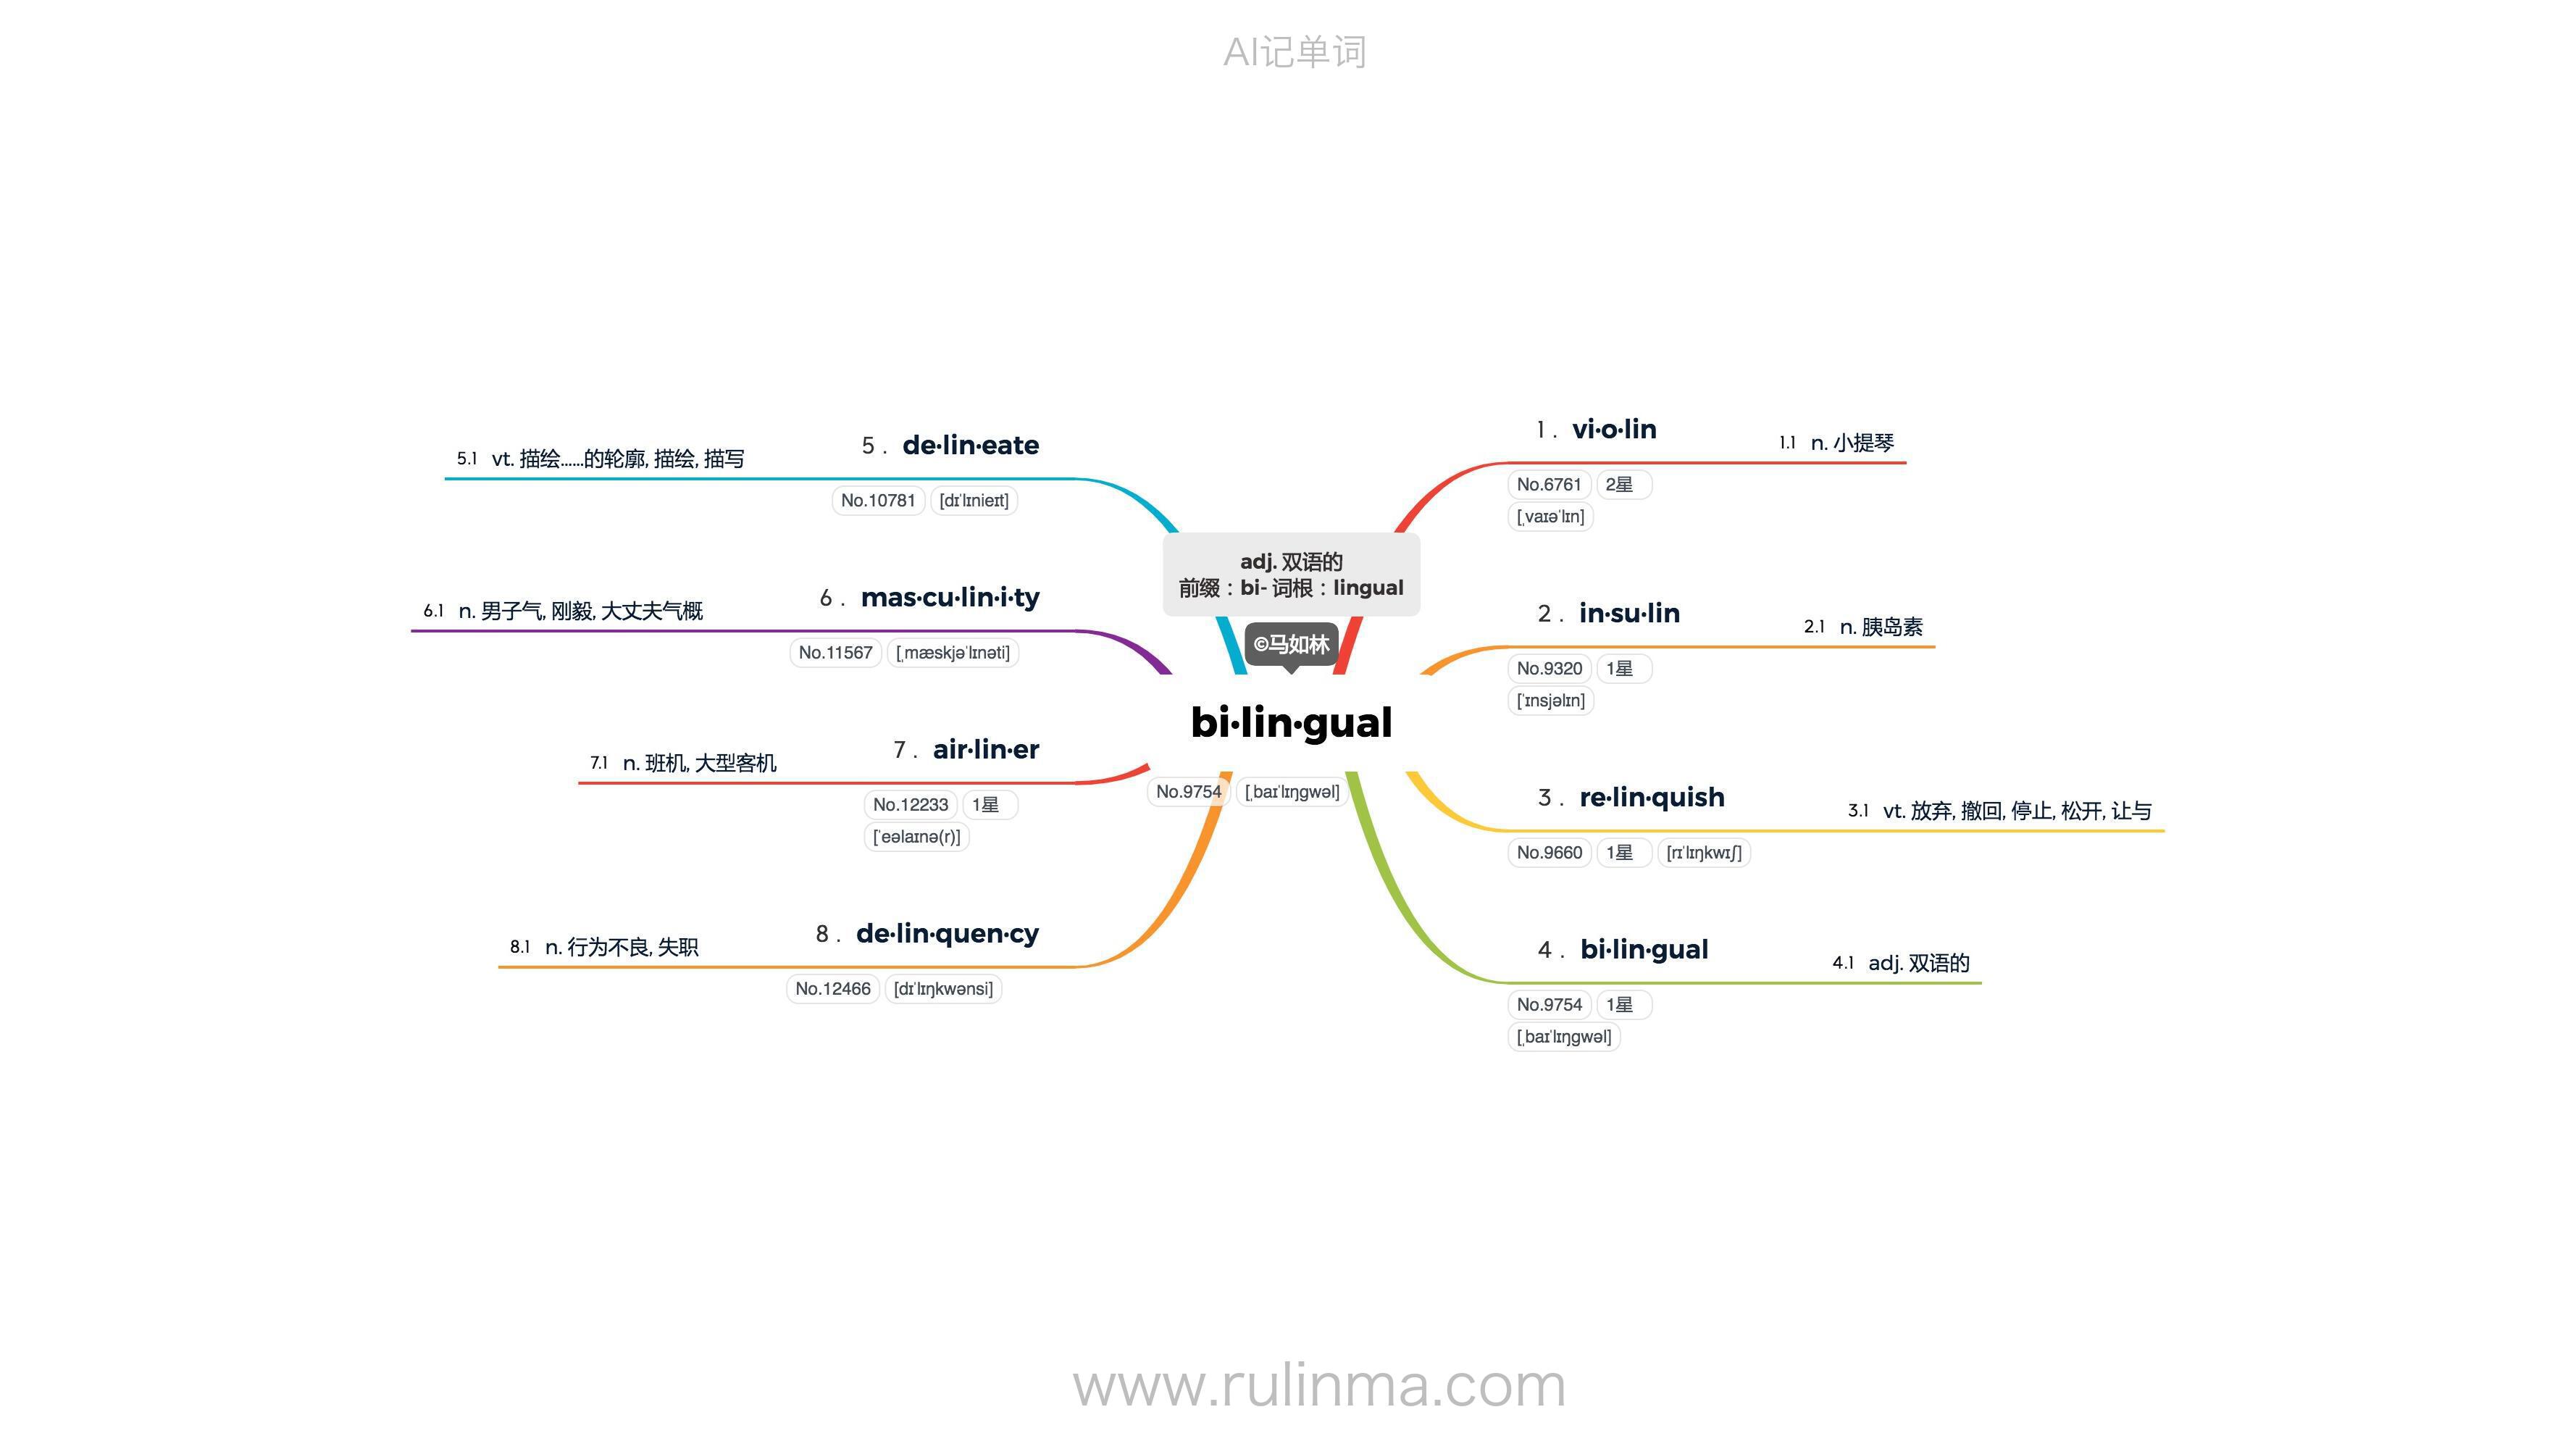 AI记单词
adj. 双语的
前缀：bi- 词根：lingual
©马如林
bi·lin·gual
No.9754 [ˌbaɪˈlɪŋgwəl]
1 . vi·o·lin
1.1 n. 小提琴
No.6761 2星
[ˌvaɪəˈlɪn]
2 . in·su·lin
2.1 n. 胰岛素
No.9320 1星
[ˈɪnsjəlɪn]
3 . re·lin·quish
3.1 vt. 放弃, 撤回, 停止, 松开, 让与
No.9660 1星 [rɪˈlɪŋkwɪʃ]
4 . bi·lin·gual
4.1 adj. 双语的
No.9754 1星
[ˌbaɪˈlɪŋgwəl]
5 . de·lin·eate
5.1 vt. 描绘……的轮廓, 描绘, 描写
No.10781 [dɪˈlɪnieɪt]
6 . mas·cu·lin·i·ty
6.1 n. 男子气, 刚毅, 大丈夫气概
No.11567 [ˌmæskjəˈlɪnəti]
7 . air·lin·er
7.1 n. 班机, 大型客机
No.12233 1星
[ˈeəlaɪnə(r)]
8 . de·lin·quen·cy
8.1 n. 行为不良, 失职
No.12466 [dɪˈlɪŋkwənsi]
www.rulinma.com